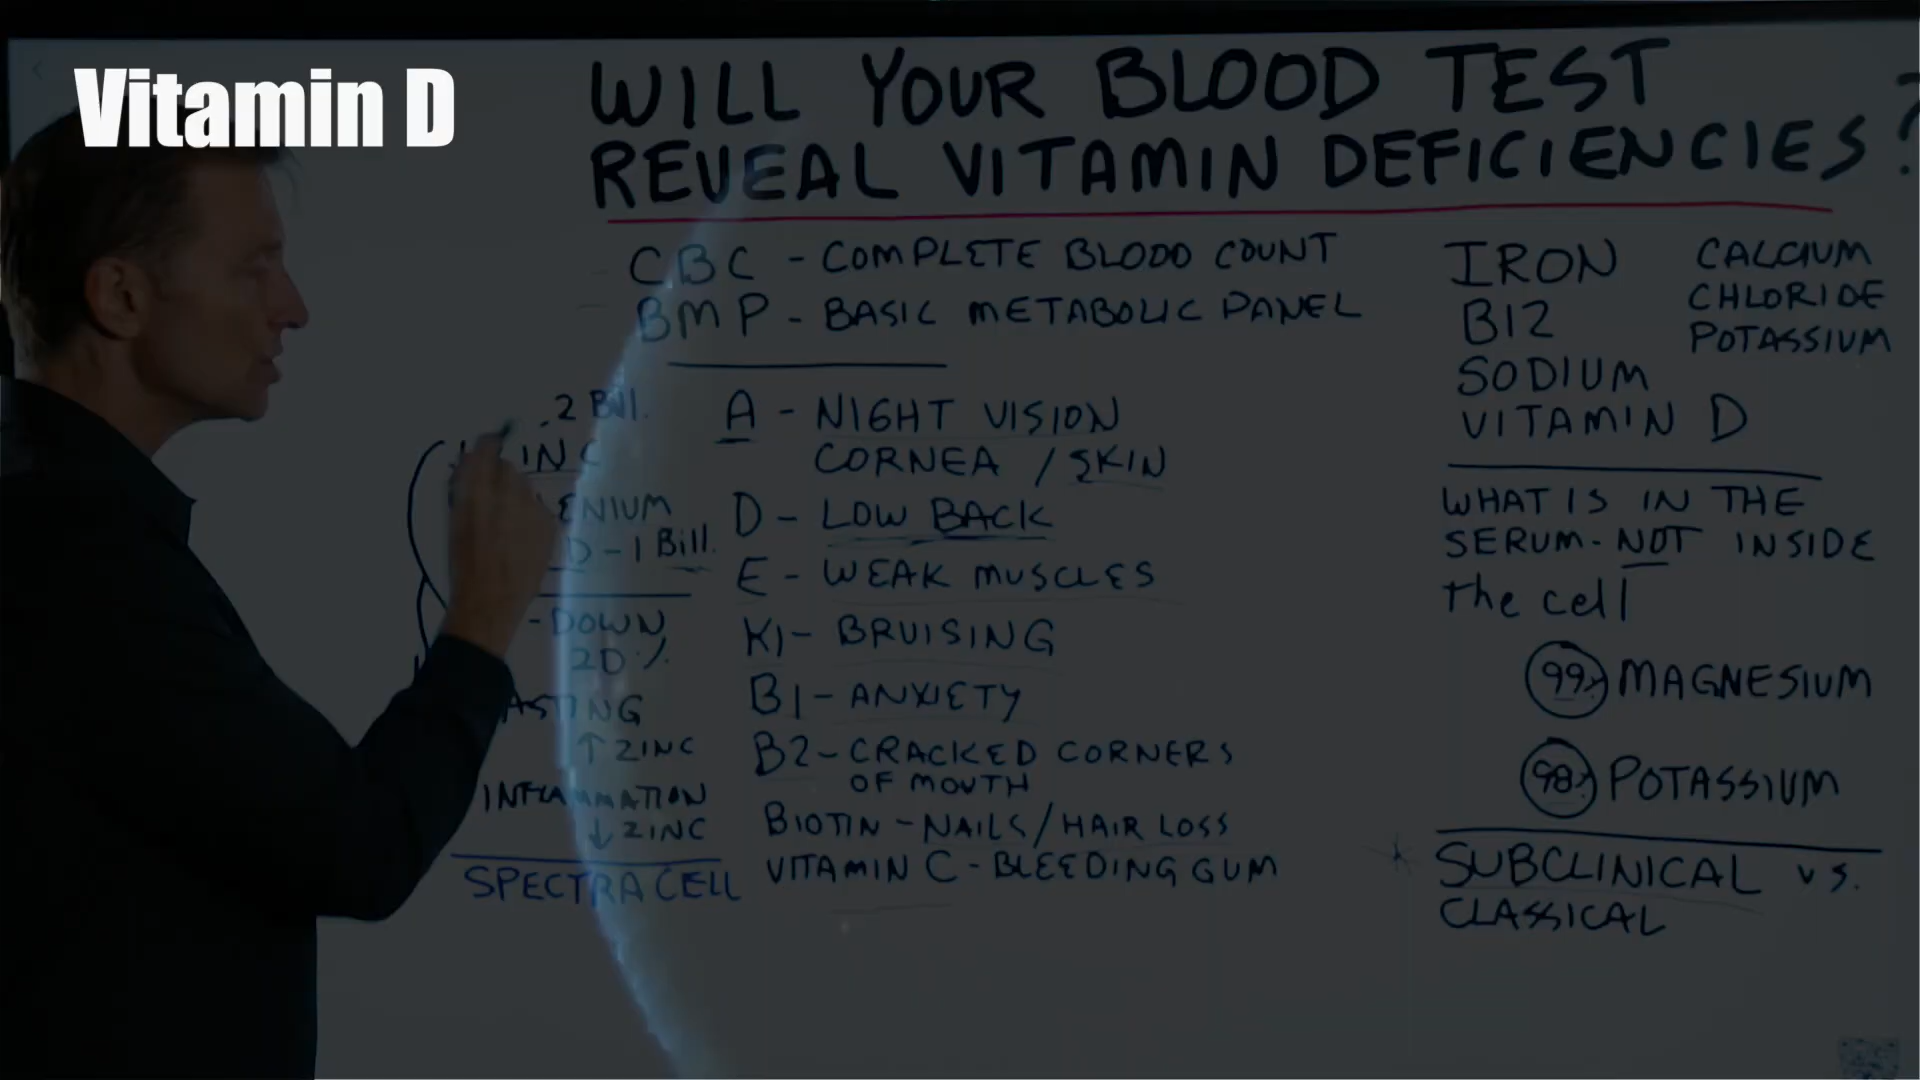 Vitamin D
WILL YOUR BLOOD TEST
REVEAL VITAMIN DEFICIENCIES?
CBC - COMPLETE BLOOD COUNT
BMP - BASIC METABOLIC PANEL
IRON
B12
SODIUM
VITAMIN D
CALCIUM
CHLORIDE
POTASSIUM
2 Bill.
D-1 Bill.
-DOWN
20%
↑ ZINC
INFLAMMATION
↓ ZINC
SPECTRACELL
A - NIGHT VISION
CORNEA / SKIN
D - LOW BACK
E - WEAK MUSCLES
K1- BRUISING
B1- ANXIETY
B2- CRACKED CORNERS
OF MOUTH
BIOTIN - NAILS/HAIR LOSS
VITAMIN C - BLEEDING GUM
WHAT IS IN THE
SERUM- NOT INSIDE
the cell
99% MAGNESIUM
98% POTASSIUM
SUBCLINICAL vs.
CLASSICAL